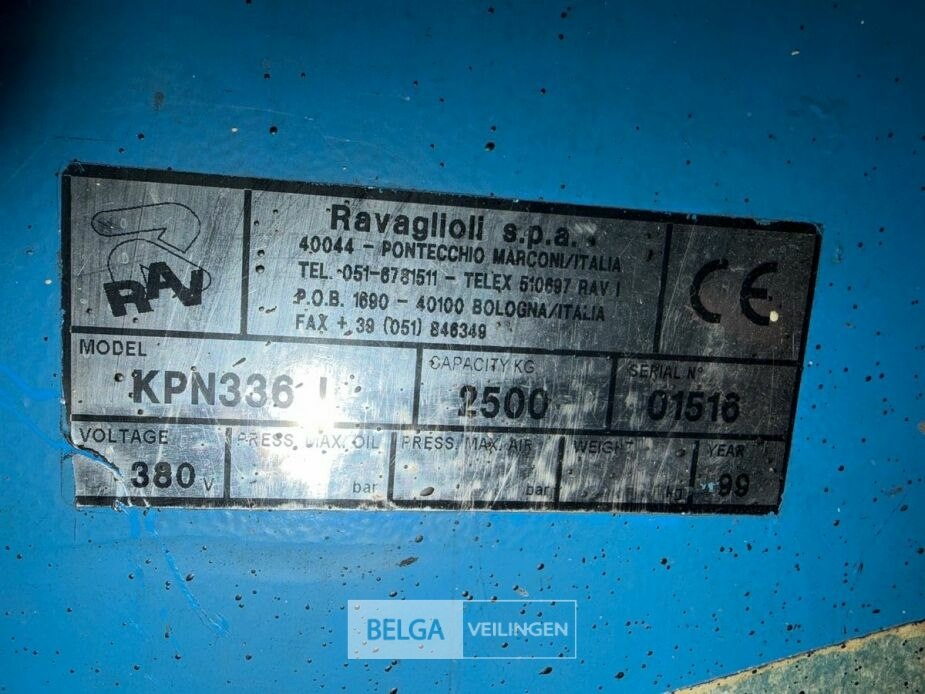 RAV
Ravaglioli s.p.a.
40044 - PONTECCHIO MARCONI/ITALIA
TEL. 051-6781511 - TELEX 510697 RAV I
P.O.B. 1690 - 40100 BOLOGNA/ITALIA
FAX + 39 (051) 846349
CE
MODEL
KPN336
CAPACITY KG
2500
SERIAL N°
01516
VOLTAGE
380 V
PRESS. MAX. OIL
bar
PRESS. MAX. AIR
bar
WEIGHT
kg
YEAR
99
BELGA VEILINGEN